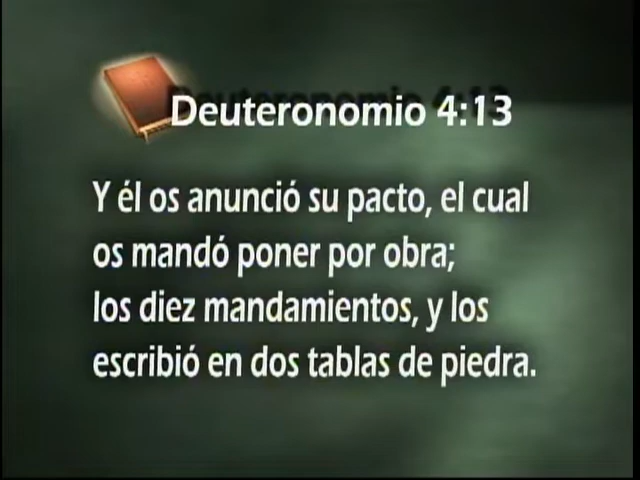 Deuteronomio 4:13
Y él os anunció su pacto, el cual
os mandó poner por obra;
los diez mandamientos, y los
escribió en dos tablas de piedra.